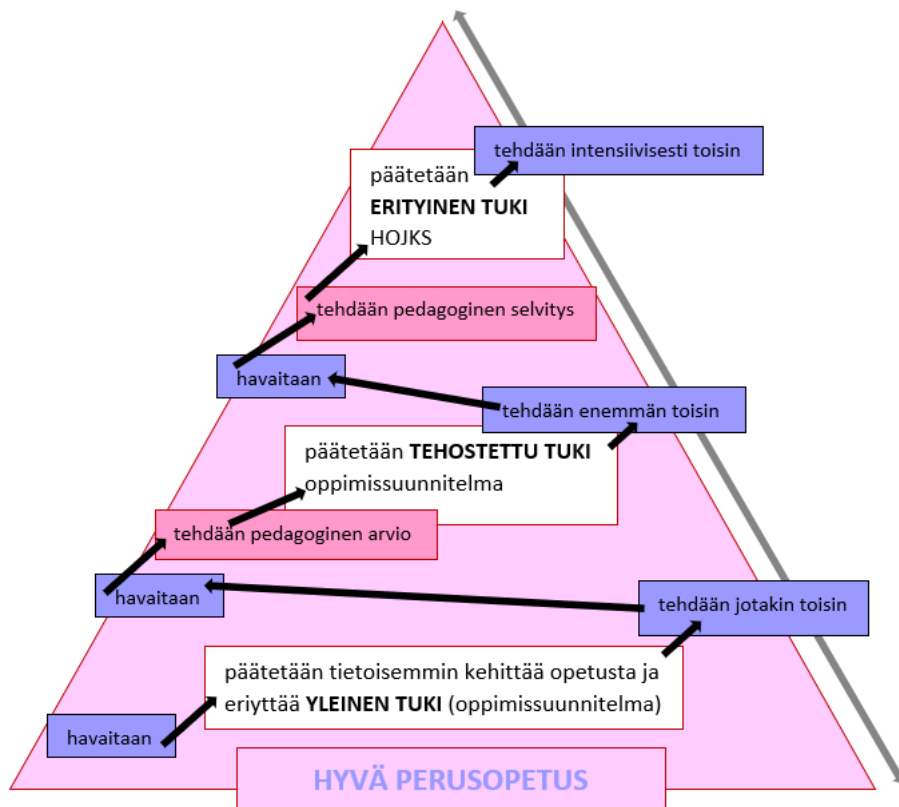 tehdään intensiivisesti toisin
päätetään
ERITYINEN TUKI
HOJKS
tehdään pedagoginen selvitys
havaitaan
tehdään enemmän toisin
päätetään TEHOSTETTU TUKI
oppimissuunnitelma
tehdään pedagoginen arvio
havaitaan
tehdään jotakin toisin
päätetään tietoisemmin kehittää opetusta ja
eriyttää YLEINEN TUKI (oppimissuunnitelma)
havaitaan
HYVÄ PERUSOPETUS